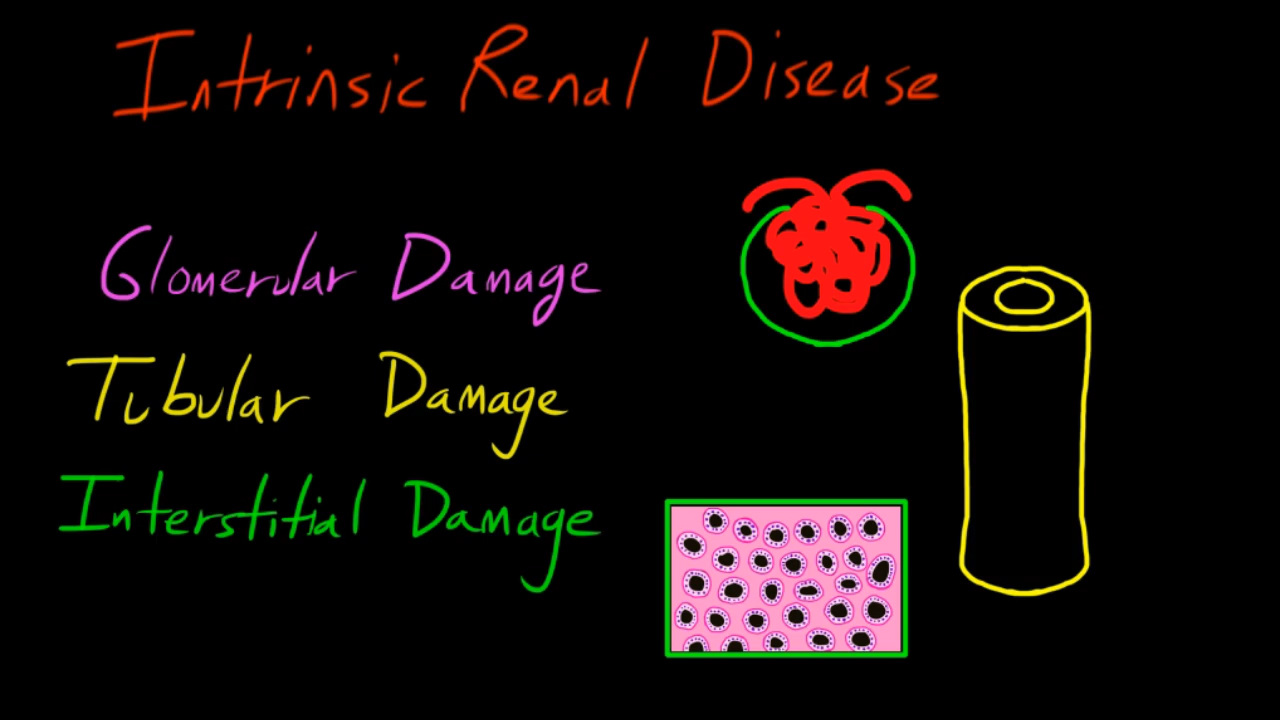 Intrinsic Renal Disease
Glomerular Damage
Tubular Damage
Interstitial Damage